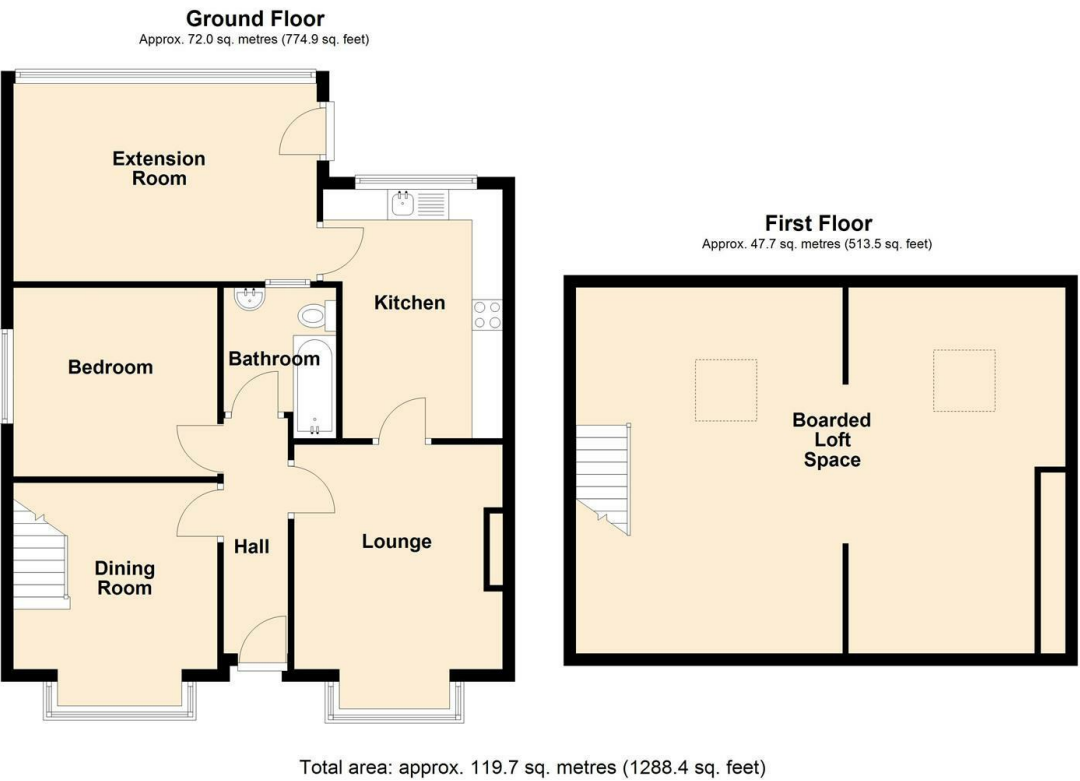 Ground Floor
Approx. 72.0 sq. metres (774.9 sq. feet)
Extension
Room
Kitchen
Bedroom
Bathroom
Dining
Room
Hall
Lounge
First Floor
Approx. 47.7 sq. metres (513.5 sq. feet)
Boarded
Loft
Space
Total area: approx. 119.7 sq. metres (1288.4 sq. feet)